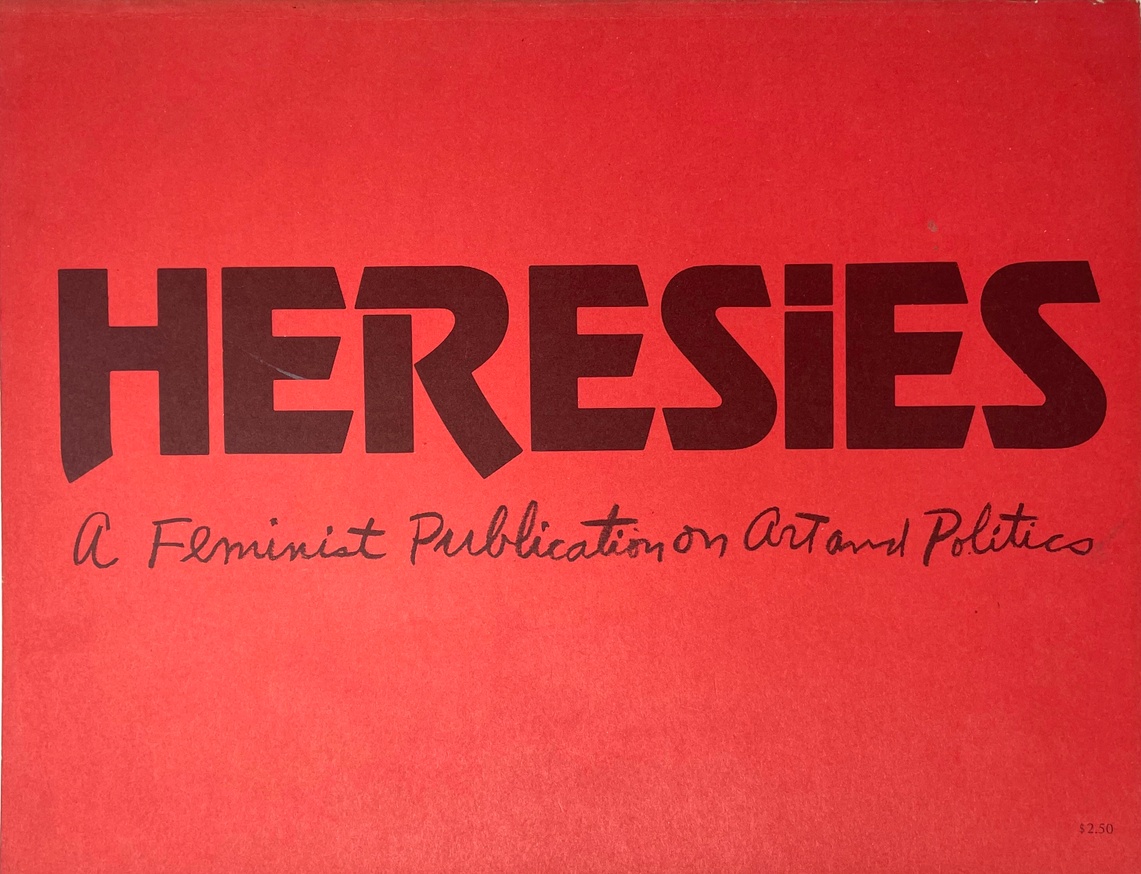 HERESiES
A Feminist Publication on Art and Politics
$2.50